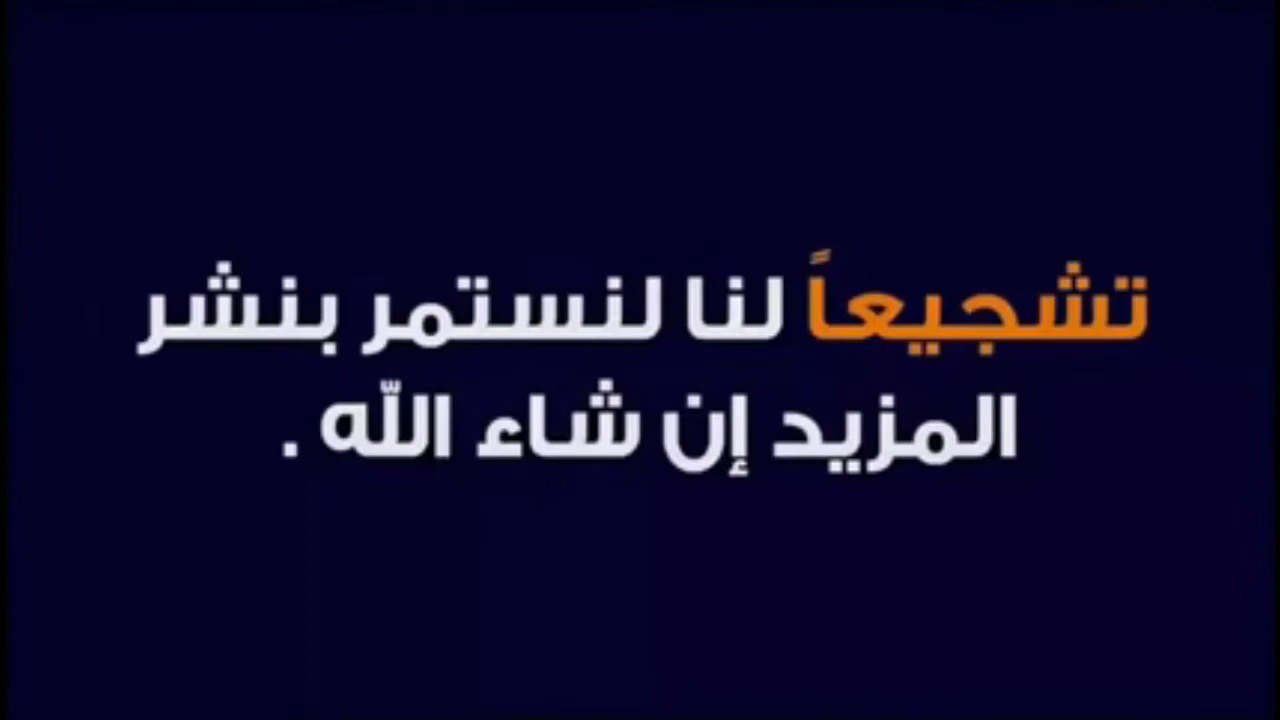 تشجيعاً لنا لنستمر بنشر
المزيد إن شاء الله .